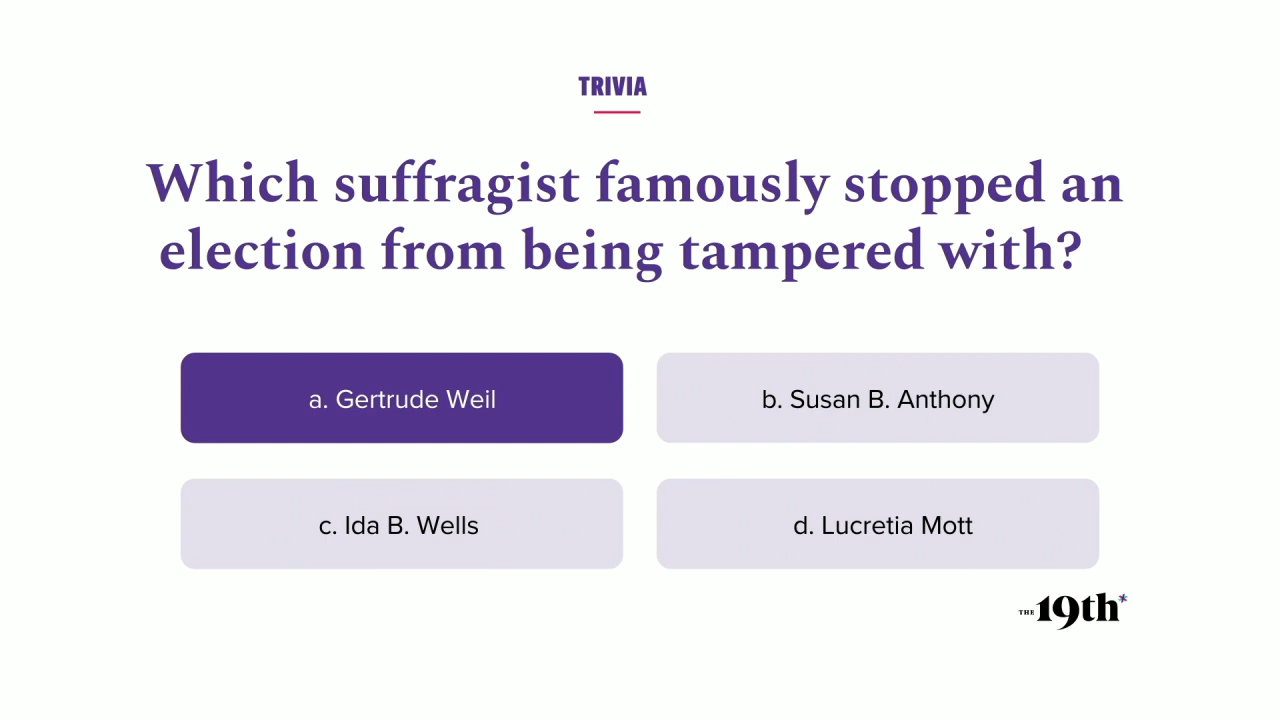 TRIVIA
Which suffragist famously stopped an
election from being tampered with?
a. Gertrude Weil
b. Susan B. Anthony
c. Ida B. Wells
d. Lucretia Mott
THE 19th*